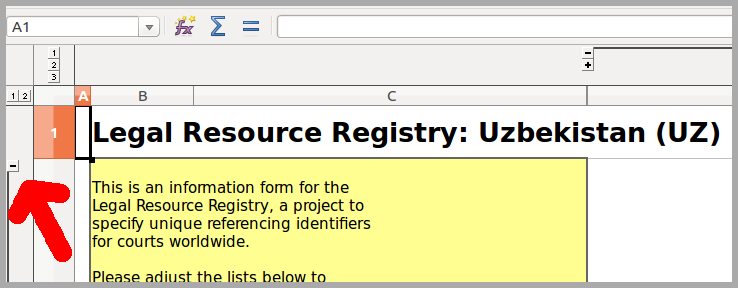 A1
fx Σ =
1
2
3
- +
1 2
A B C
1 Legal Resource Registry: Uzbekistan (UZ)
-
This is an information form for the
Legal Resource Registry, a project to
specify unique referencing identifiers
for courts worldwide.
Please adjust the lists below to